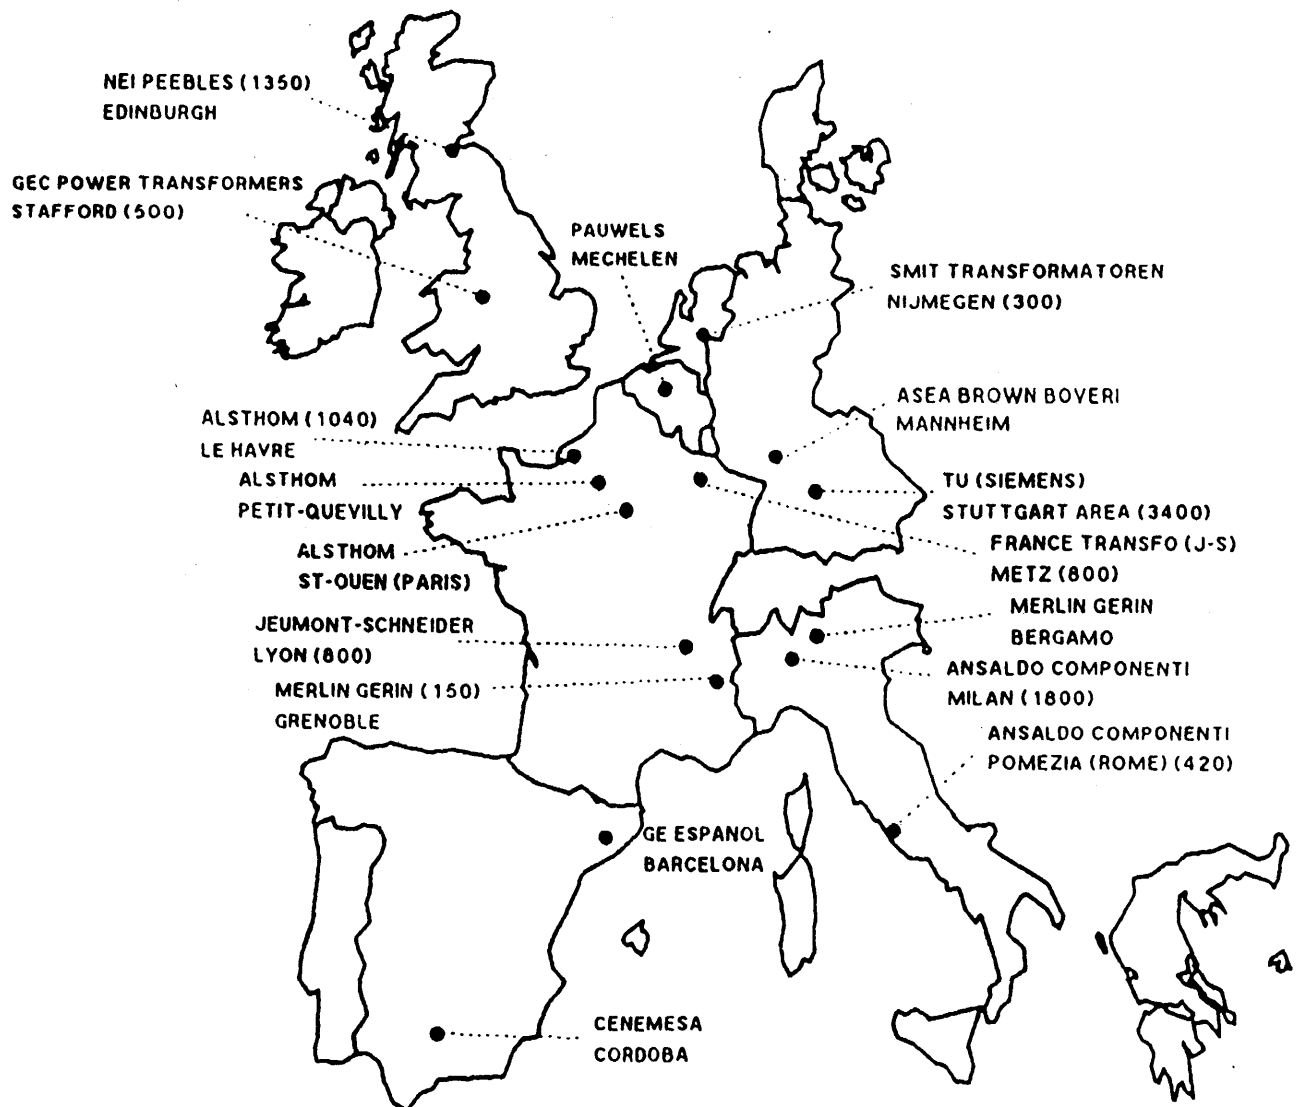 NEI PEEBLES (1350)
EDINBURGH
GEC POWER TRANSFORMERS
STAFFORD (500)
PAUWELS
MECHELEN
SMIT TRANSFORMATOREN
NIJMEGEN (300)
ASEA BROWN BOVERI
MANNHEIM
ALSTHOM (1040)
LE HAVRE
ALSTHOM
PETIT-QUEVILLY
TU (SIEMENS)
STUTTGART AREA (3400)
ALSTHOM
ST-OUEN (PARIS)
FRANCE TRANSFO (J-S)
METZ (800)
JEUMONT-SCHNEIDER
LYON (800)
MERLIN GERIN
BERGAMO
MERLIN GERIN (150)
GRENOBLE
ANSALDO COMPONENTI
MILAN (1800)
ANSALDO COMPONENTI
POMEZIA (ROME) (420)
GE ESPANOL
BARCELONA
CENEMESA
CORDOBA